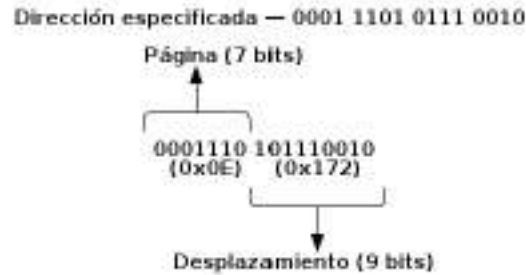 Dirección especificada — 0001 1101 0111 0010
Página (7 bits)
0001110 101110010
(0x0E) (0x172)
Desplazamiento (9 bits)